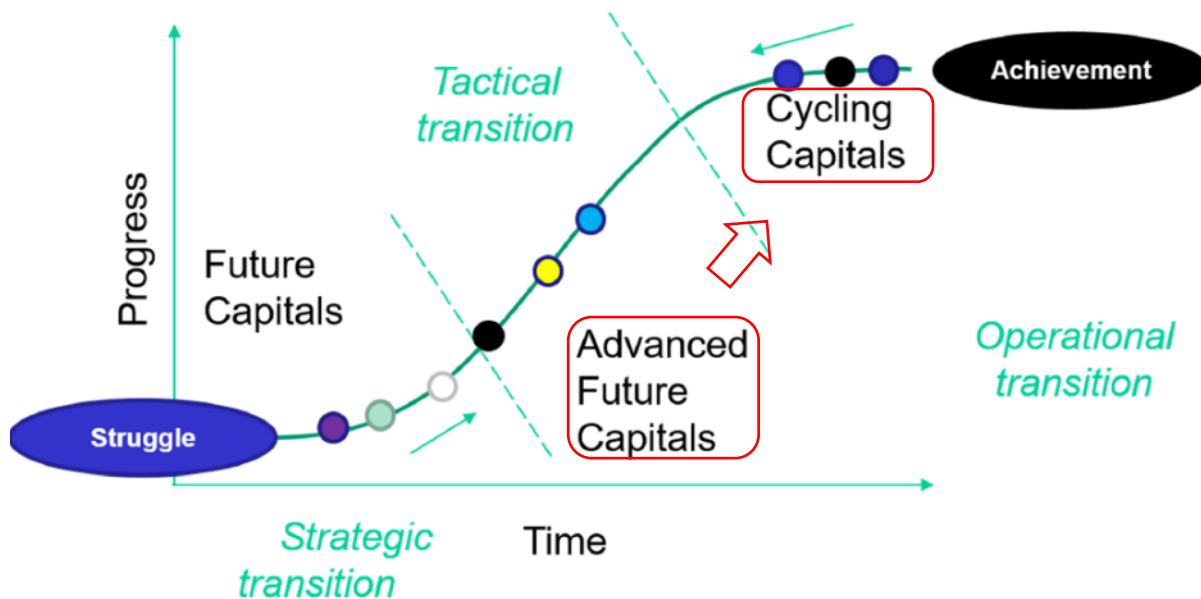 Tactical
transition
Achievement
Cycling
Capitals
Progress
Future
Capitals
Advanced
Future
Capitals
Operational
transition
Struggle
Strategic
transition
Time